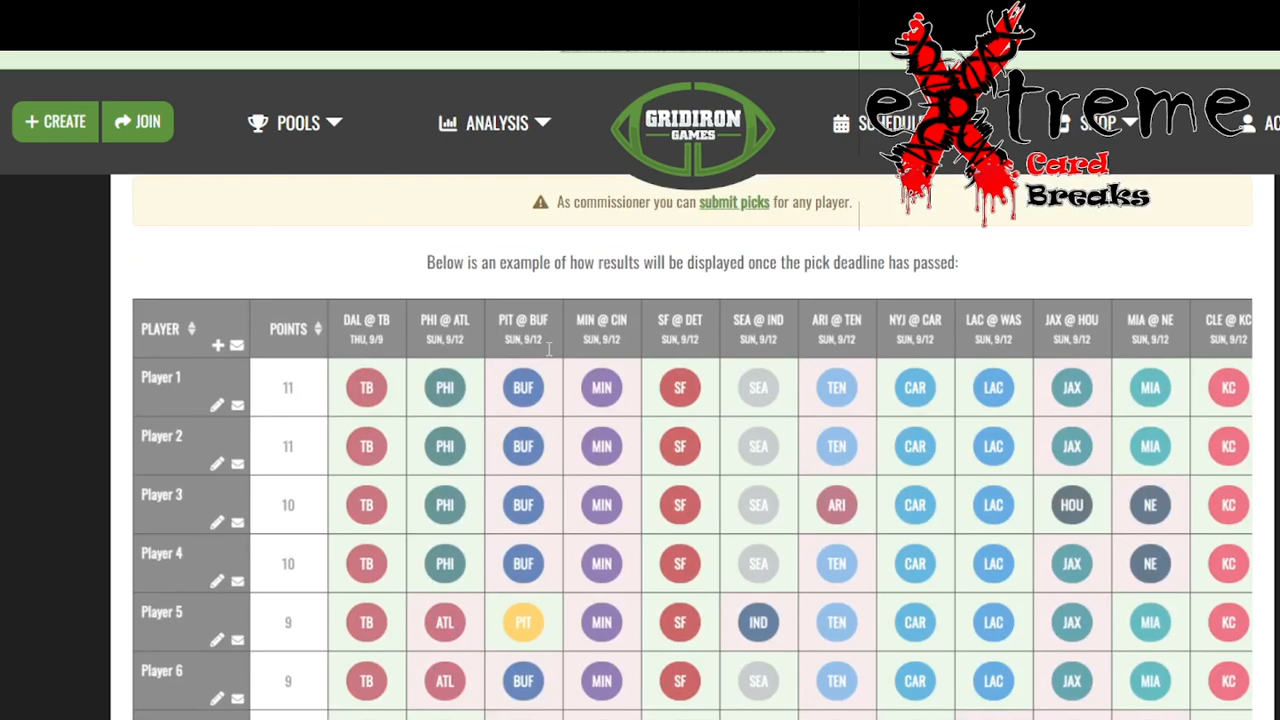 CREATE
JOIN
POOLS
ANALYSIS
GRIDIRON
GAMES
SHOP
eXtreme
Card
Breaks
As commissioner you can submit picks for any player.
Below is an example of how results will be displayed once the pick deadline has passed:
PLAYER POINTS DAL @ TB PHI @ ATL PIT @ BUF MIN @ CIN SF @ DET SEA @ IND ARI @ TEN NYJ @ CAR LAC @ WAS JAX @ HOU MIA @ NE CLE @ KC
THU, 9/9 SUN, 9/12 SUN, 9/12 SUN, 9/12 SUN, 9/12 SUN, 9/12 SUN, 9/12 SUN, 9/12 SUN, 9/12 SUN, 9/12 SUN, 9/12 SUN, 9/12
Player 1 11 TB PHI BUF MIN SF SEA TEN CAR LAC JAX MIA KC
Player 2 11 TB PHI BUF MIN SF SEA TEN CAR LAC JAX MIA KC
Player 3 10 TB PHI BUF MIN SF SEA ARI CAR LAC HOU NE KC
Player 4 10 TB PHI BUF MIN SF SEA TEN CAR LAC JAX NE KC
Player 5 9 TB ATL PIT MIN SF IND TEN CAR LAC JAX MIA KC
Player 6 9 TB ATL BUF MIN SF SEA TEN CAR LAC JAX MIA KC